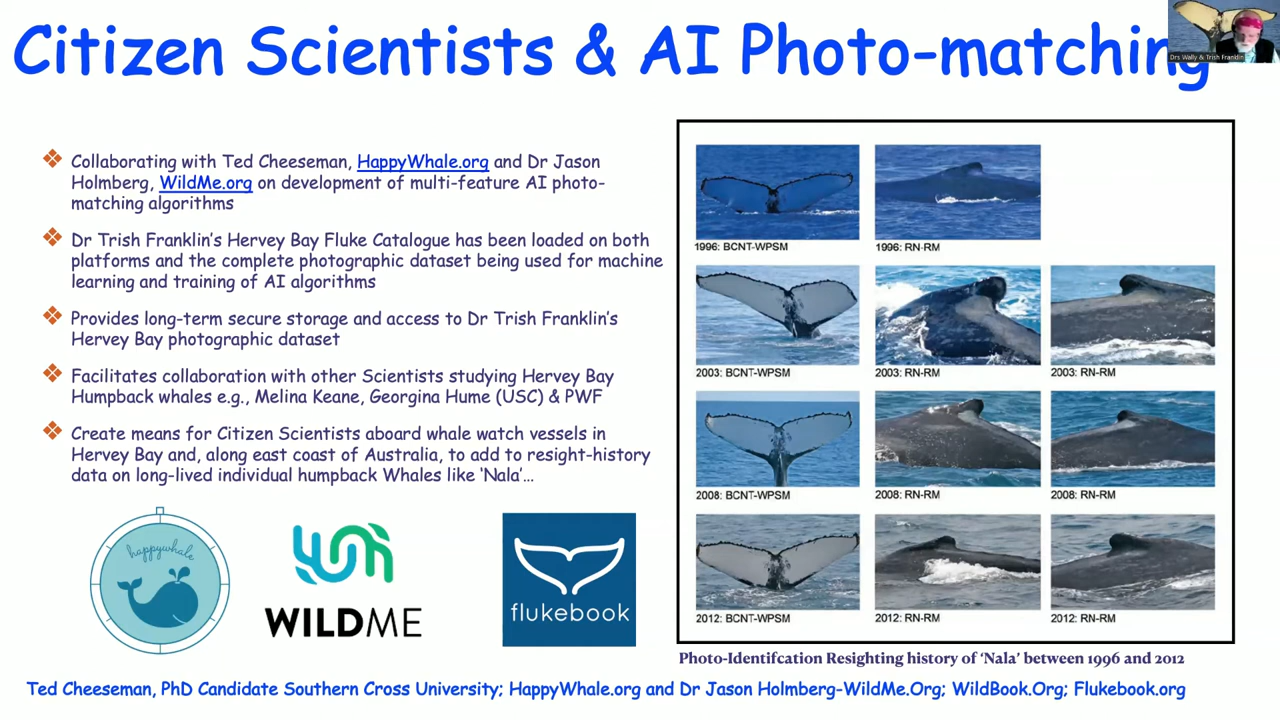 Citizen Scientists & AI Photo-matching
Drs Wally & Trish Franklin
Collaborating with Ted Cheeseman, HappyWhale.org and Dr Jason
Holmberg, WildMe.org on development of multi-feature AI photo-
matching algorithms
Dr Trish Franklin's Hervey Bay Fluke Catalogue has been loaded on both
platforms and the complete photographic dataset being used for machine
learning and training of AI algorithms
Provides long-term secure storage and access to Dr Trish Franklin's
Hervey Bay photographic dataset
Facilitates collaboration with other Scientists studying Hervey Bay
Humpback whales e.g., Melina Keane, Georgina Hume (USC) & PWF
Create means for Citizen Scientists aboard whale watch vessels in
Hervey Bay and, along east coast of Australia, to add to resight-history
data on long-lived individual humpback Whales like 'Nala'...
happywhale
WILDME
flukebook
1996: BCNT-WPSM
1996: RN-RM
2003: BCNT-WPSM
2003: RN-RM
2003: RN-RM
2008: BCNT-WPSM
2008: RN-RM
2008: RN-RM
2012: BCNT-WPSM
2012: RN-RM
2012: RN-RM
Photo-Identifcation Resighting history of 'Nala' between 1996 and 2012
Ted Cheeseman, PhD Candidate Southern Cross University; HappyWhale.org and Dr Jason Holmberg-WildMe.Org; WildBook.Org; Flukebook.org